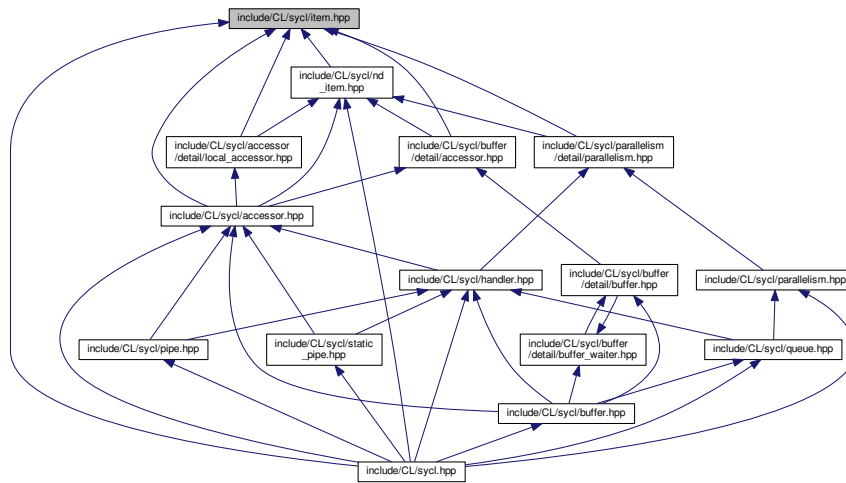 include/CL/sycl/item.hpp
include/CL/sycl/nd
_item.hpp
include/CL/sycl/accessor
/detail/local_accessor.hpp
include/CL/sycl/buffer
/detail/accessor.hpp
include/CL/sycl/parallelism
/detail/parallelism.hpp
include/CL/sycl/accessor.hpp
include/CL/sycl/handler.hpp
include/CL/sycl/buffer
/detail/buffer.hpp
include/CL/sycl/parallelism.hpp
include/CL/sycl/pipe.hpp
include/CL/sycl/static
_pipe.hpp
include/CL/sycl/buffer
/detail/buffer_waiter.hpp
include/CL/sycl/queue.hpp
include/CL/sycl/buffer.hpp
include/CL/sycl.hpp